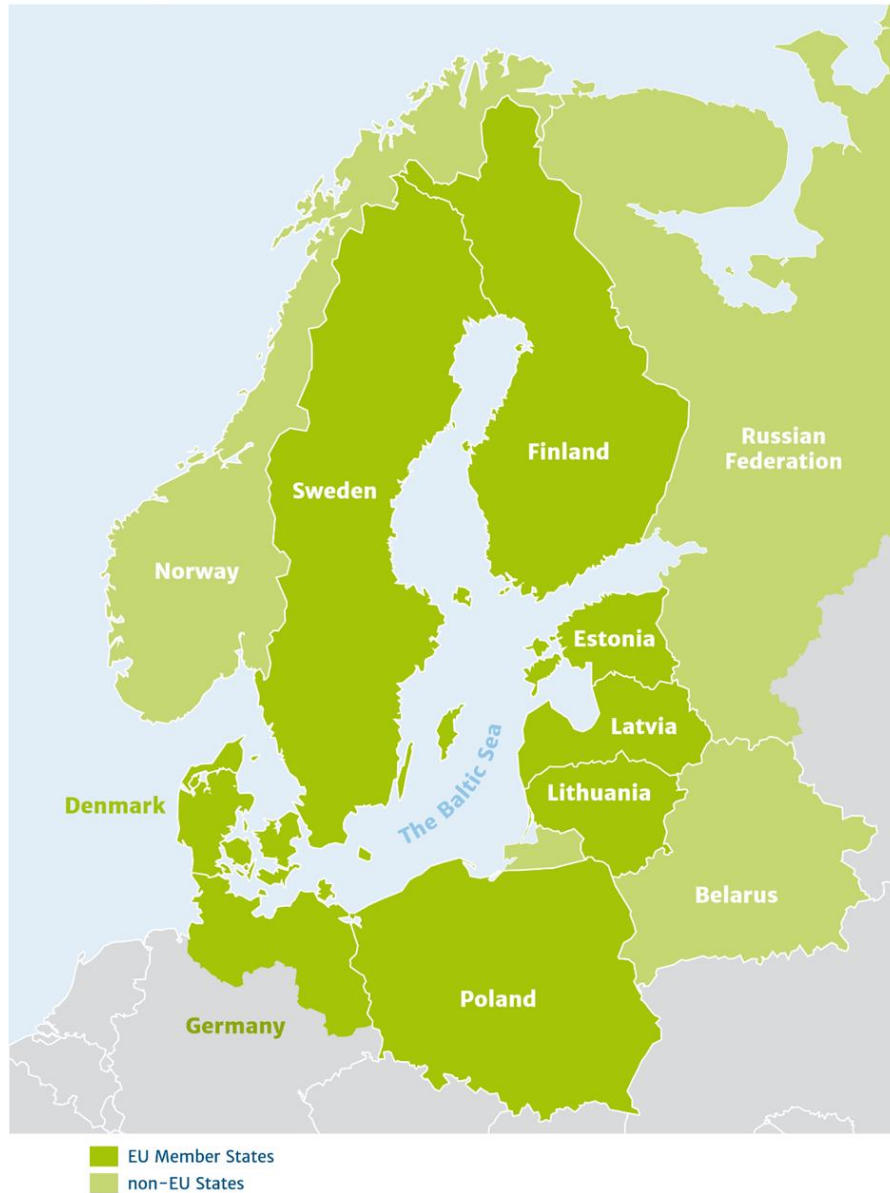 Russian
Federation
Finland
Sweden
Norway
Estonia
Latvia
The Baltic Sea
Lithuania
Denmark
Belarus
Poland
Germany
EU Member States
non-EU States